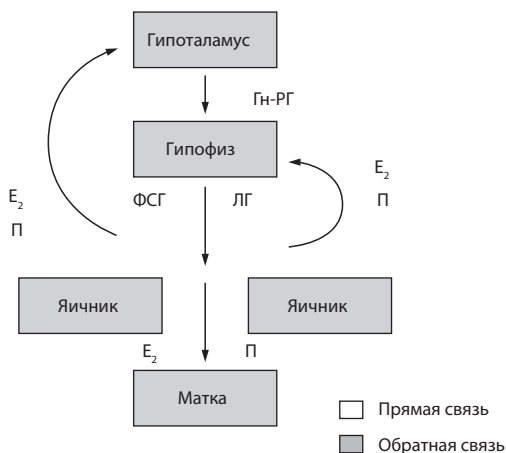 Гипоталамус
Гн-РГ
Гипофиз
E₂
П
ФСГ ЛГ
E₂
П
Яичник Яичник
E₂ П
Матка
Прямая связь
Обратная связь